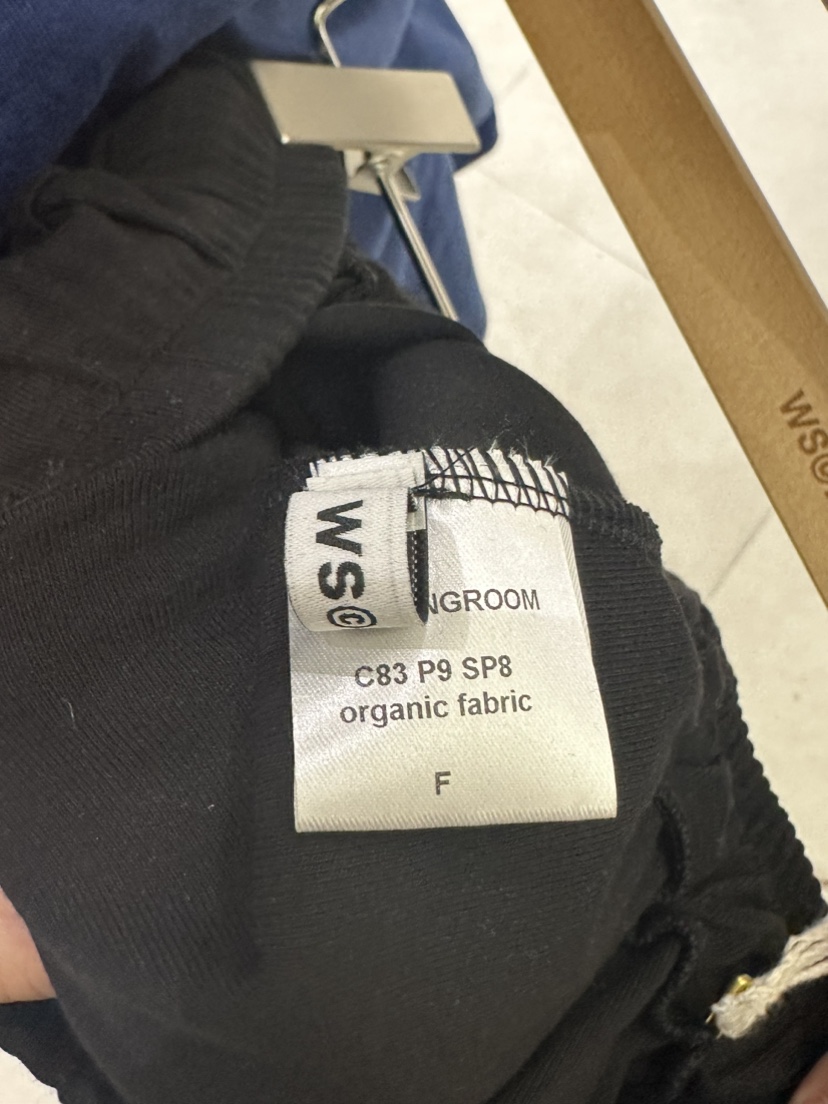 WS©
NGROOM
C83 P9 SP8
organic fabric
F
WS©